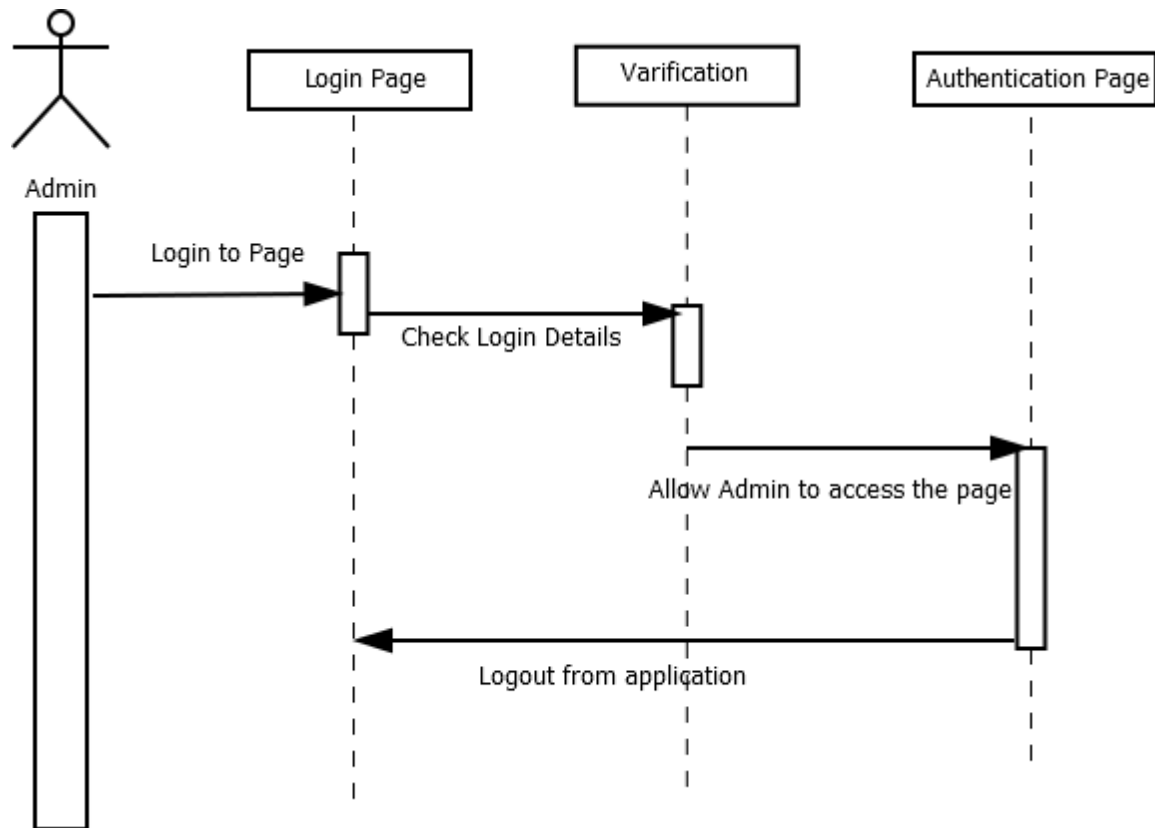 Login Page
Varification
Authentication Page
Admin
Login to Page
Check Login Details
Allow Admin to access the page
Logout from application